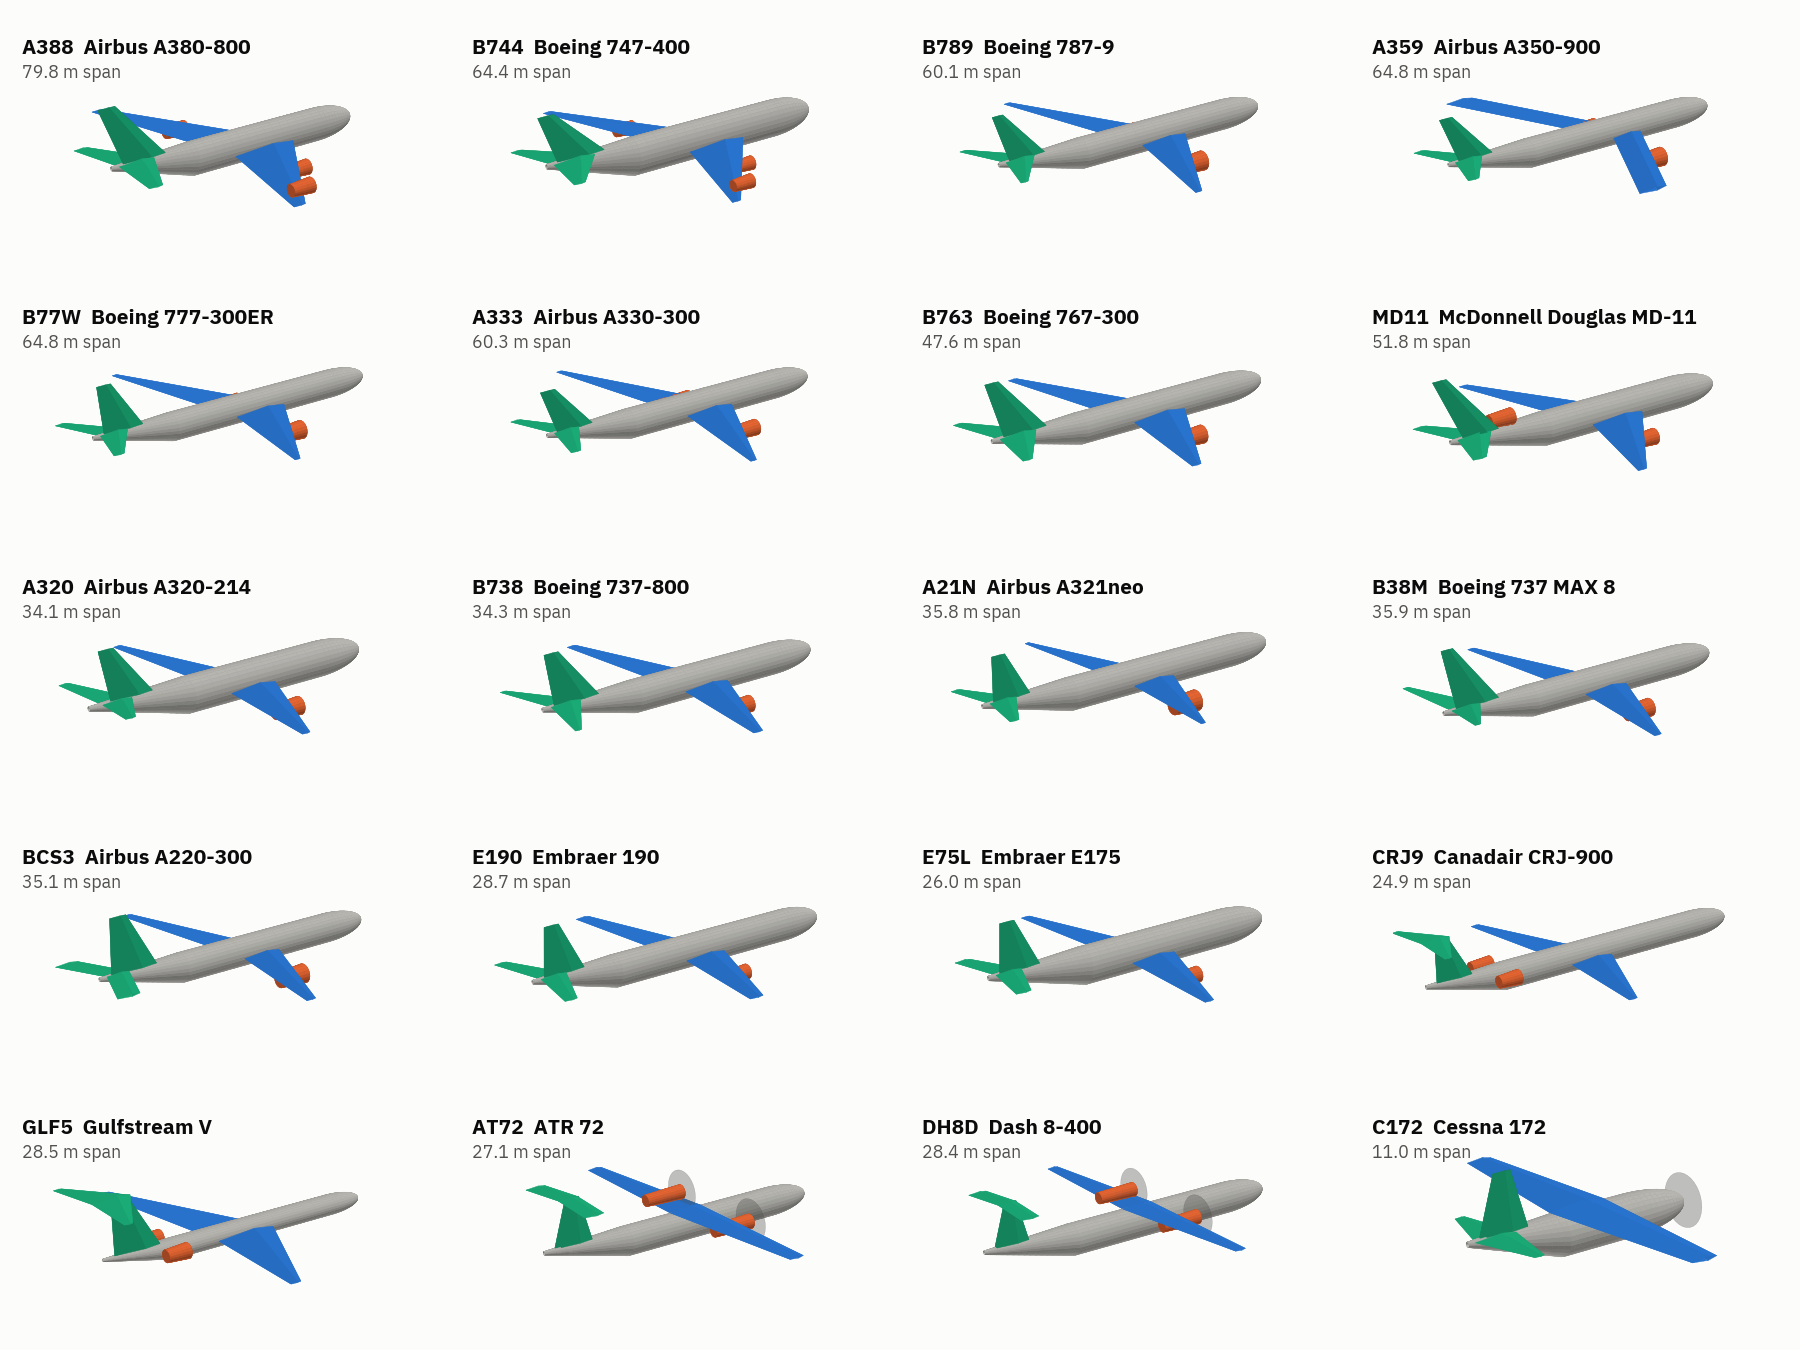 A388 Airbus A380-800
79.8 m span
B744 Boeing 747-400
64.4 m span
B789 Boeing 787-9
60.1 m span
A359 Airbus A350-900
64.8 m span
B77W Boeing 777-300ER
64.8 m span
A333 Airbus A330-300
60.3 m span
B763 Boeing 767-300
47.6 m span
MD11 McDonnell Douglas MD-11
51.8 m span
A320 Airbus A320-214
34.1 m span
B738 Boeing 737-800
34.3 m span
A21N Airbus A321neo
35.8 m span
B38M Boeing 737 MAX 8
35.9 m span
BCS3 Airbus A220-300
35.1 m span
E190 Embraer 190
28.7 m span
E75L Embraer E175
26.0 m span
CRJ9 Canadair CRJ-900
24.9 m span
GLF5 Gulfstream V
28.5 m span
AT72 ATR 72
27.1 m span
DH8D Dash 8-400
28.4 m span
C172 Cessna 172
11.0 m span